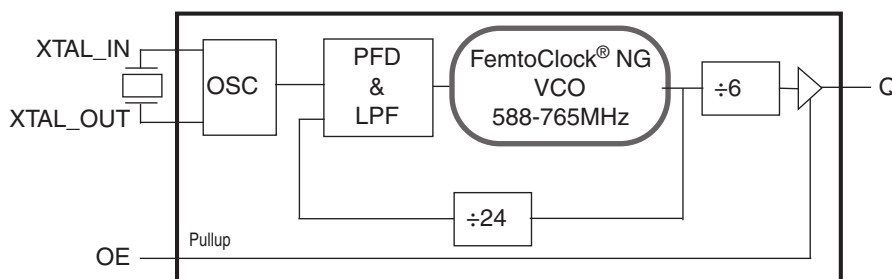 XTAL_IN
XTAL_OUT
OSC
PFD
&
LPF
FemtoClock® NG
VCO
588-765MHz
÷6
Q
÷24
OE
Pullup